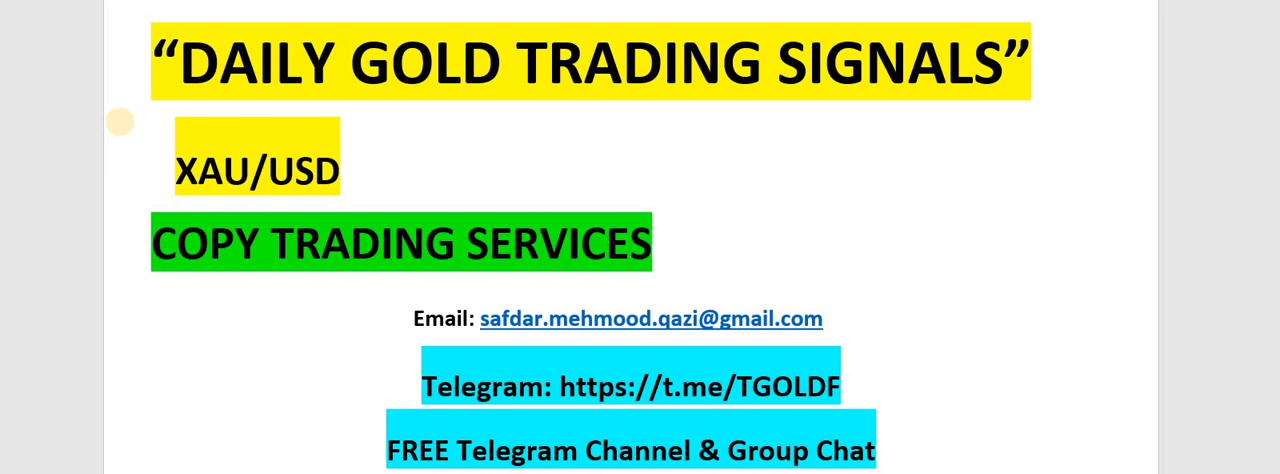 “DAILY GOLD TRADING SIGNALS”
XAU/USD
COPY TRADING SERVICES
Email: safdar.mehmood.qazi@gmail.com
Telegram: https://t.me/TGOLDF
FREE Telegram Channel & Group Chat